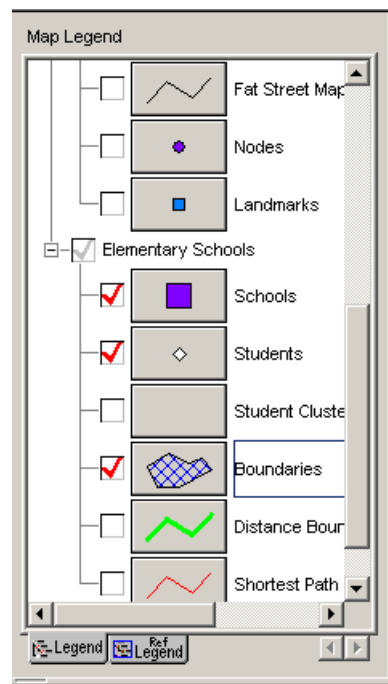 Map Legend
Fat Street Map
Nodes
Landmarks
Elementary Schools
Schools
Students
Student Cluste
Boundaries
Distance Boun
Shortest Path
Legend
Ref
Legend